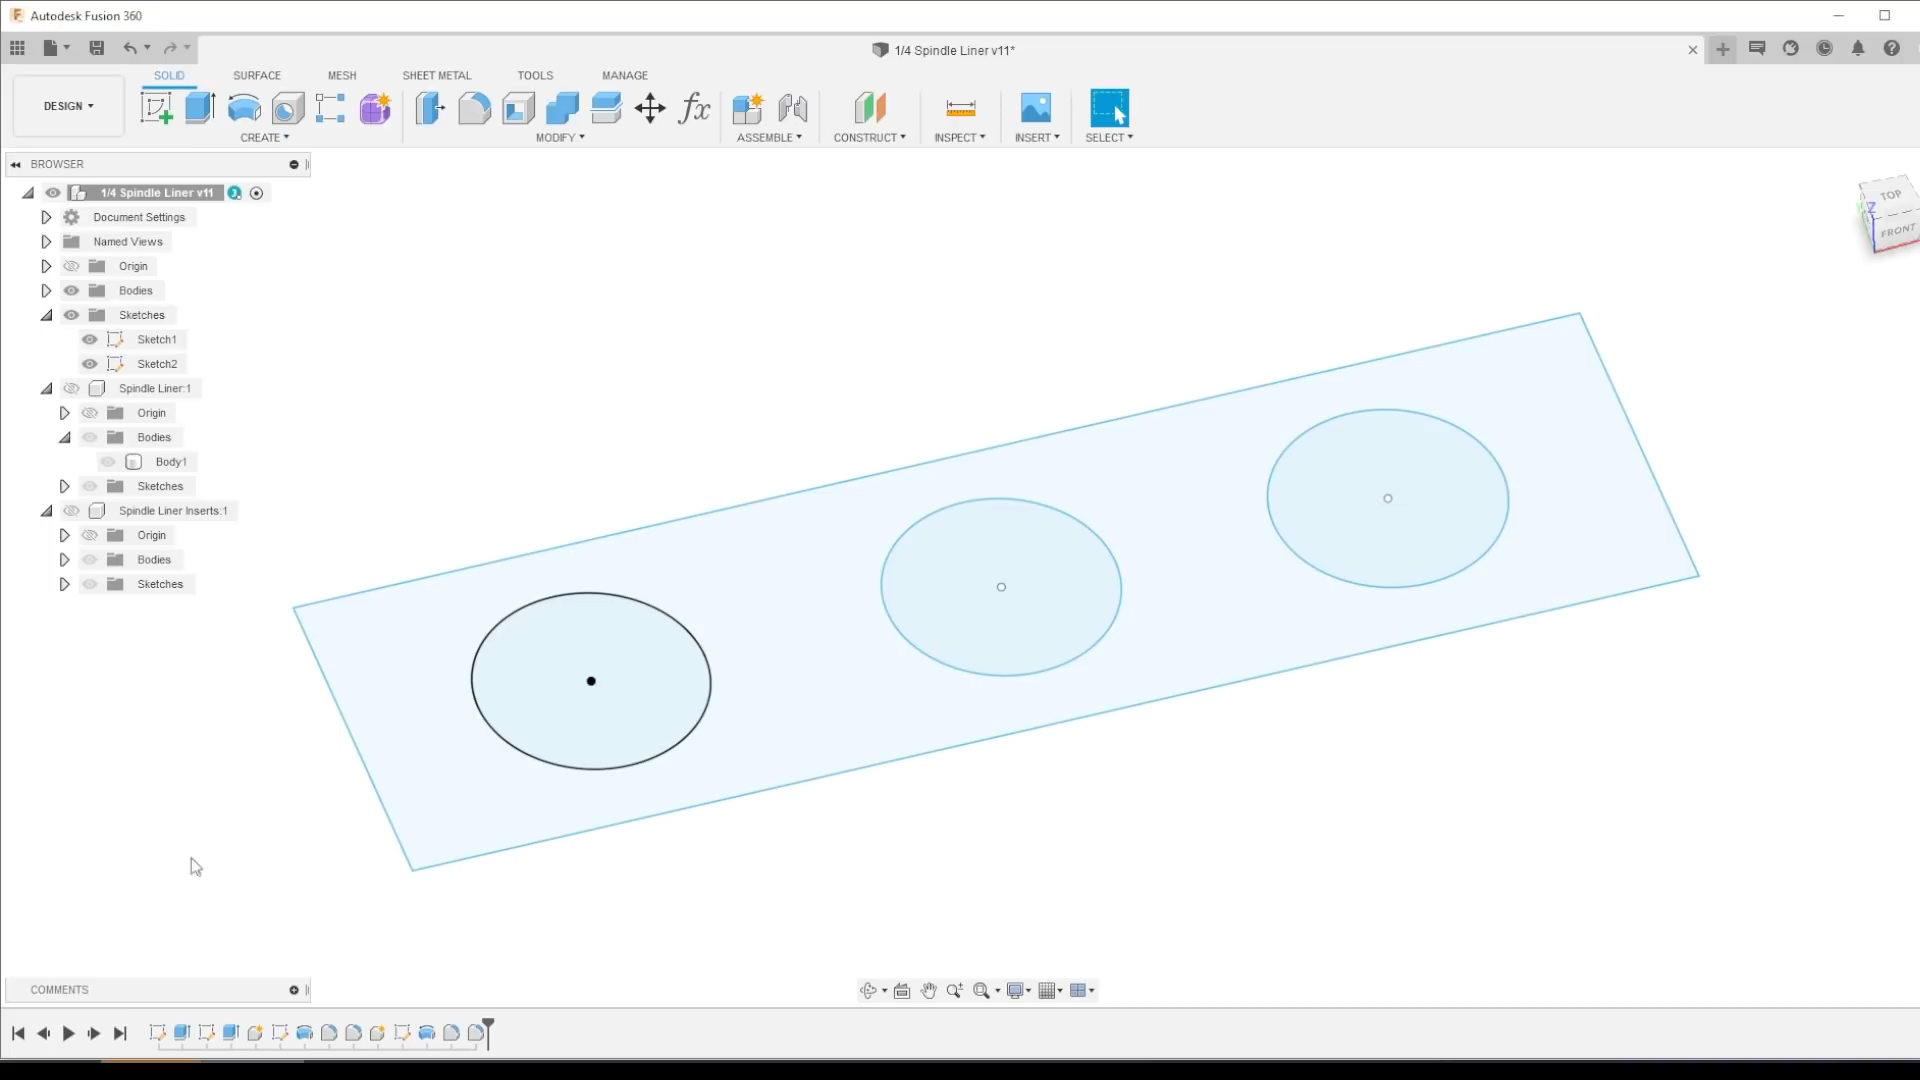 Autodesk Fusion 360
1/4 Spindle Liner v11*
SOLID SURFACE MESH SHEET METAL TOOLS MANAGE
DESIGN
fx
CREATE MODIFY ASSEMBLE CONSTRUCT INSPECT INSERT SELECT
BROWSER
1/4 Spindle Liner v11
Document Settings
Named Views
Origin
Bodies
Sketches
Sketch1
Sketch2
Spindle Liner:1
Origin
Bodies
Body1
Sketches
Spindle Liner Inserts:1
Origin
Bodies
Sketches
TOP
Z
FRONT
COMMENTS